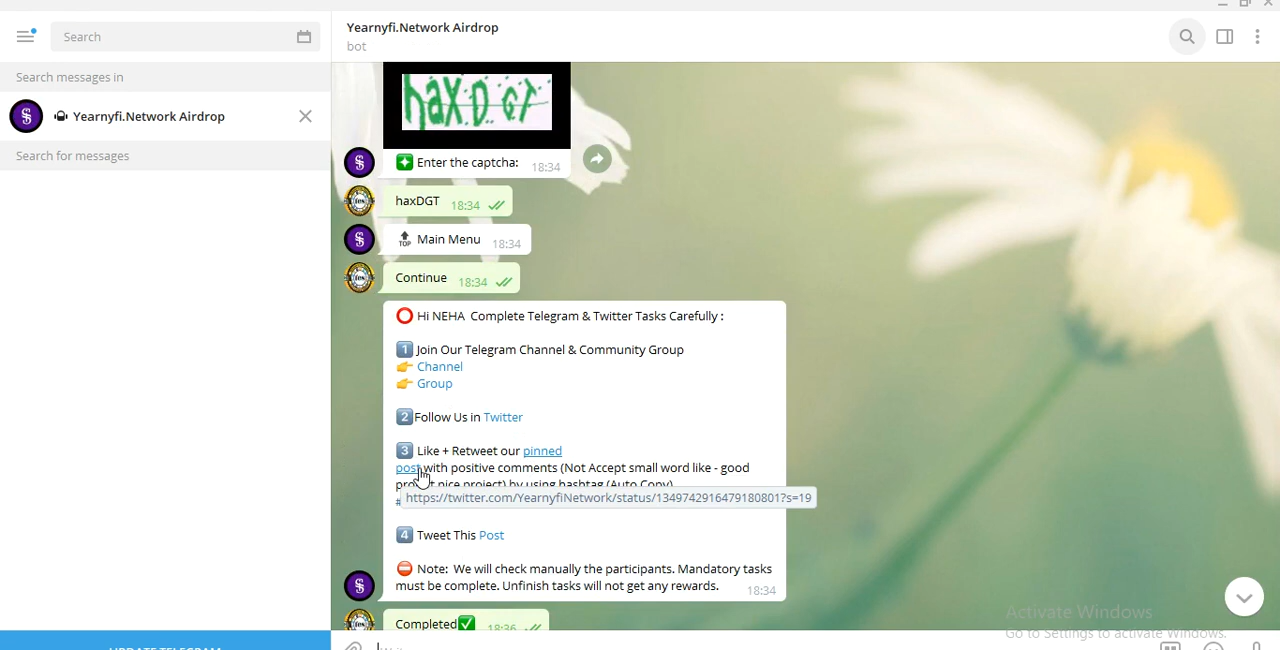 Yearnyfi.Network Airdrop
bot
Search
Search messages in
Yearnyfi.Network Airdrop
Search for messages
haX.D.GT
Enter the captcha: 18:34
haxDGT 18:34
TOP Main Menu 18:34
Continue 18:34
Hi NEHA Complete Telegram & Twitter Tasks Carefully :
1 Join Our Telegram Channel & Community Group
Channel
Group
2 Follow Us in Twitter
3 Like + Retweet our pinned
post with positive comments (Not Accept small word like - good
nice project) by using hashtag (Auto Copy)
https://twitter.com/YearnyfiNetwork/status/1349742916479180801?s=19
4 Tweet This Post
Note: We will check manually the participants. Mandatory tasks
must be complete. Unfinish tasks will not get any rewards. 18:34
Completed 18:36
Activate Windows
Go to Settings to activate Windows.
UPDATE TELEGRAM